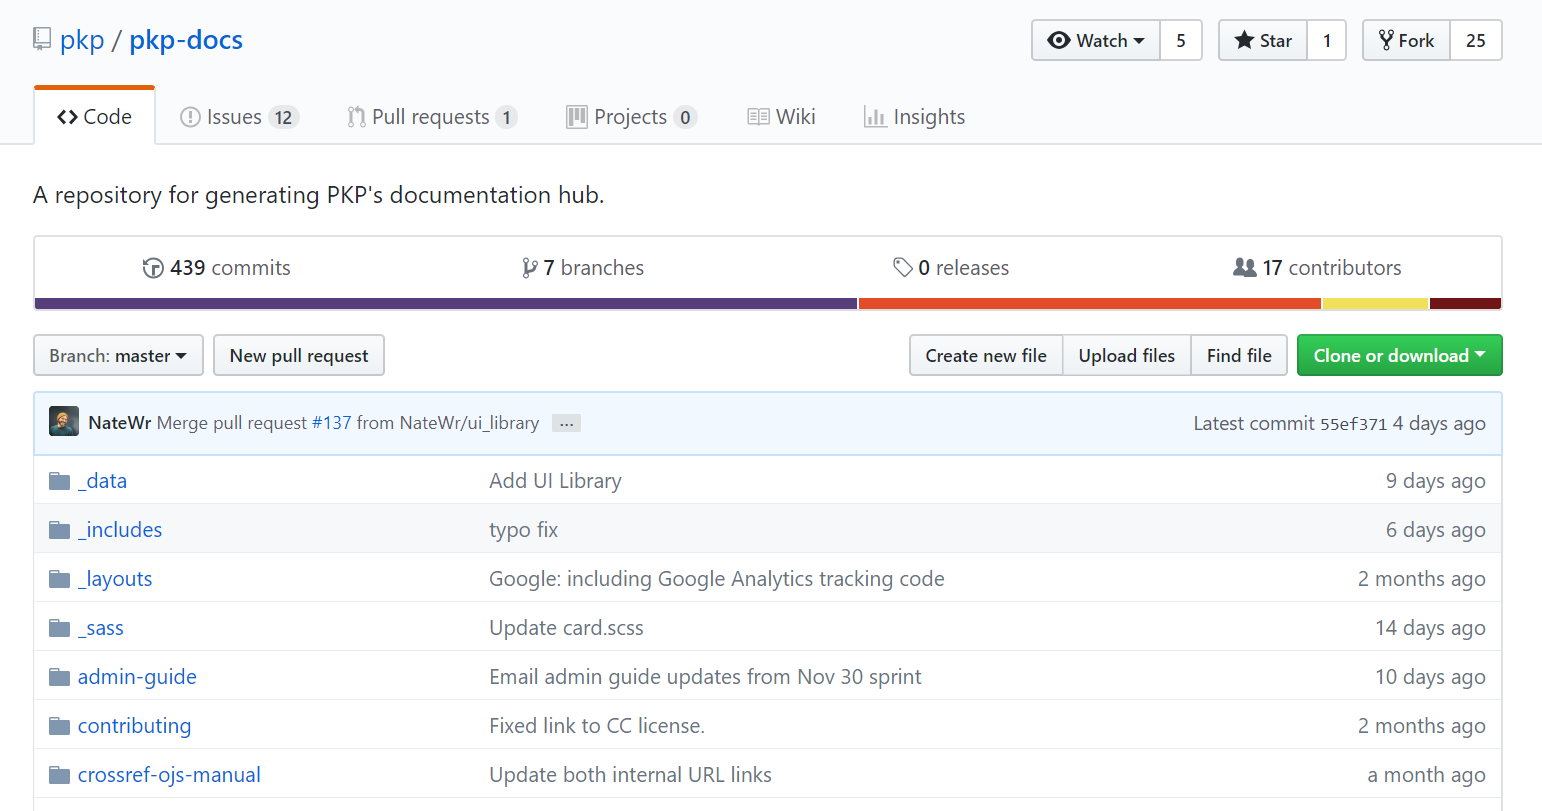 pkp / pkp-docs
Watch 5 Star 1 Fork 25
Code Issues 12 Pull requests 1 Projects 0 Wiki Insights
A repository for generating PKP's documentation hub.
439 commits 7 branches 0 releases 17 contributors
Branch: master New pull request Create new file Upload files Find file Clone or download
NateWr Merge pull request #137 from NateWr/ui_library ... Latest commit 55ef371 4 days ago
_data Add UI Library 9 days ago
_includes typo fix 6 days ago
_layouts Google: including Google Analytics tracking code 2 months ago
_sass Update card.scss 14 days ago
admin-guide Email admin guide updates from Nov 30 sprint 10 days ago
contributing Fixed link to CC license. 2 months ago
crossref-ojs-manual Update both internal URL links a month ago